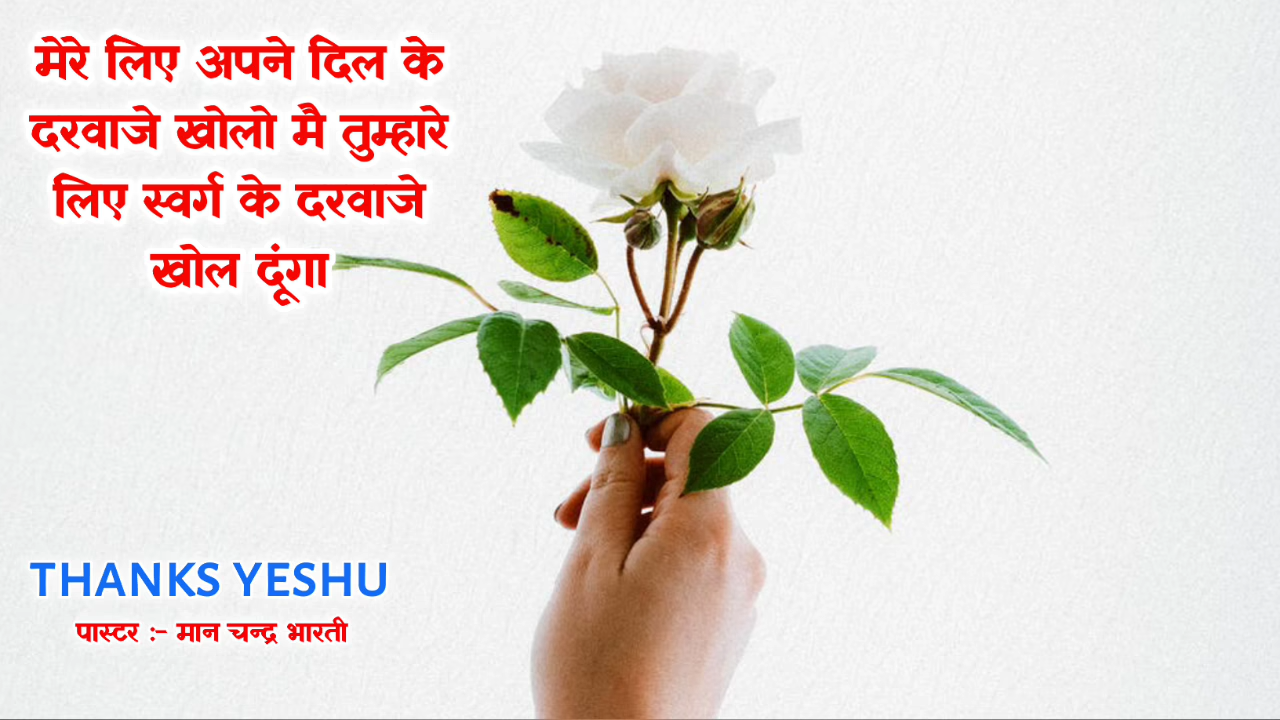 मेरे लिए अपने दिल के
दरवाजे खोलो मै तुम्हारे
लिए स्वर्ग के दरवाजे
खोल दूंगा
THANKS YESHU
पास्टर :- मान चन्द्र भारती